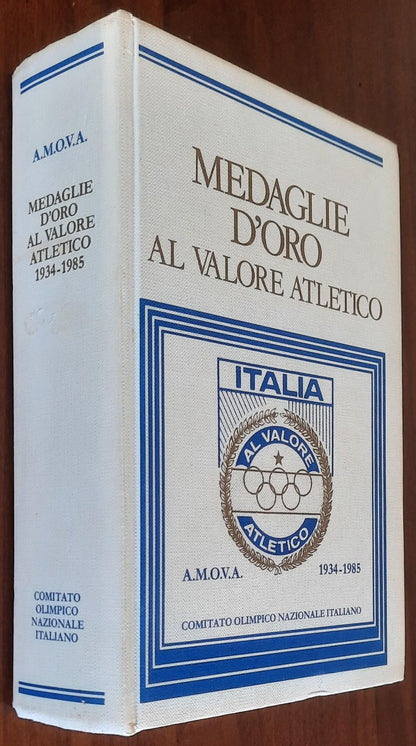 A.M.O.V.A.
MEDAGLIE
D'ORO
AL VALORE
ATLETICO
1934-1985
COMITATO
OLIMPICO
NAZIONALE
ITALIANO
MEDAGLIE
D'ORO
AL VALORE ATLETICO
ITALIA
AL VALORE
ATLETICO
A.M.O.V.A. 1934-1985
COMITATO OLIMPICO NAZIONALE ITALIANO